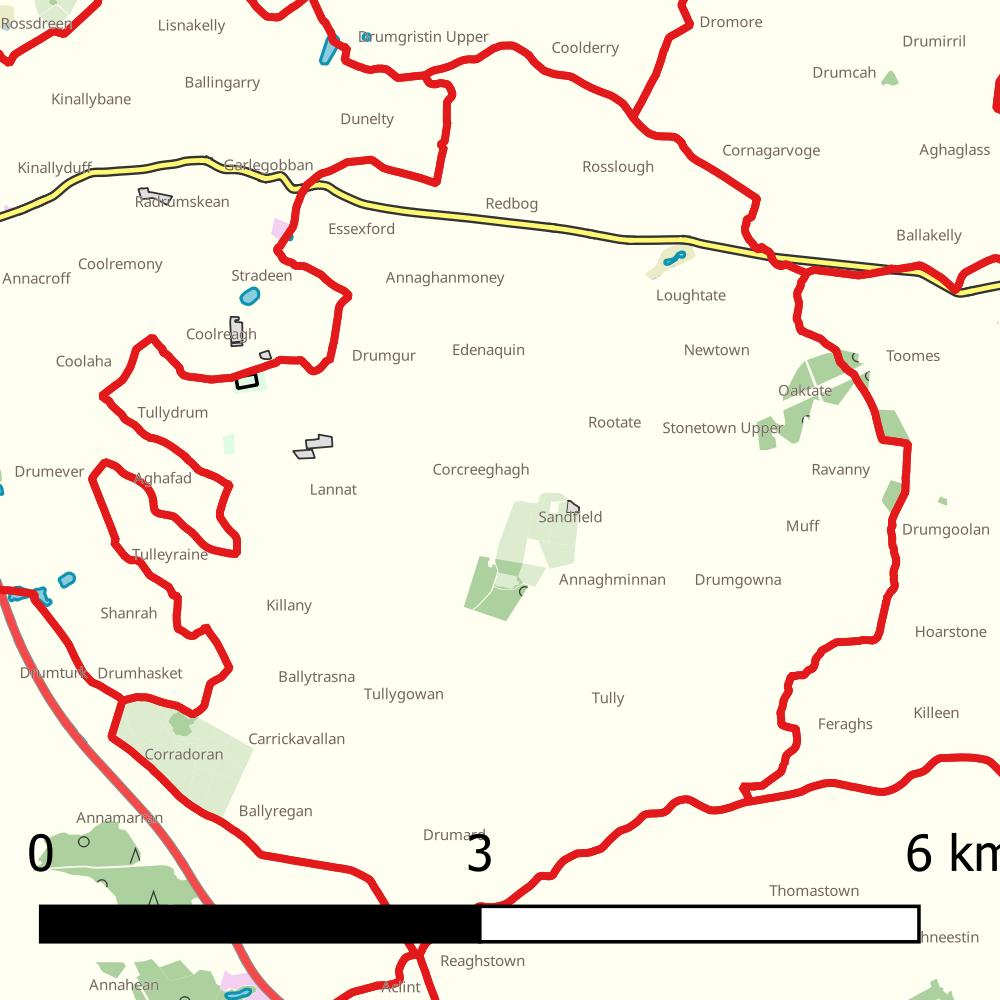 Rossdreen
Lisnakelly
Drumgristin Upper
Dromore
Coolderry
Drumirril
Drumcah
Ballingarry
Kinallybane
Dunelty
Cornagarvoge
Aghaglass
Kinallyduff
Garlegobban
Rosslough
Radrumskean
Redbog
Essexford
Ballakelly
Coolremony
Annacroff
Stradeen
Annaghanmoney
Loughtate
Coolreagh
Coolaha
Drumgur
Edenaquin
Newtown
Toomes
Oaktate
Tullydrum
Rootate
Stonetown Upper
Drumever
Aghafad
Corcreeghagh
Ravanny
Lannat
Sandfield
Muff
Drumgoolan
Tulleyraine
Annaghminnan
Drumgowna
Shanrah
Killany
Hoarstone
Drumturk
Drumhasket
Ballytrasna
Tullygowan
Tully
Feraghs
Killeen
Carrickavallan
Corradoran
Annamarran
Ballyregan
Drumard
0 3 6 km
Thomastown
hneestin
Reaghstown
Annahean
Aclint